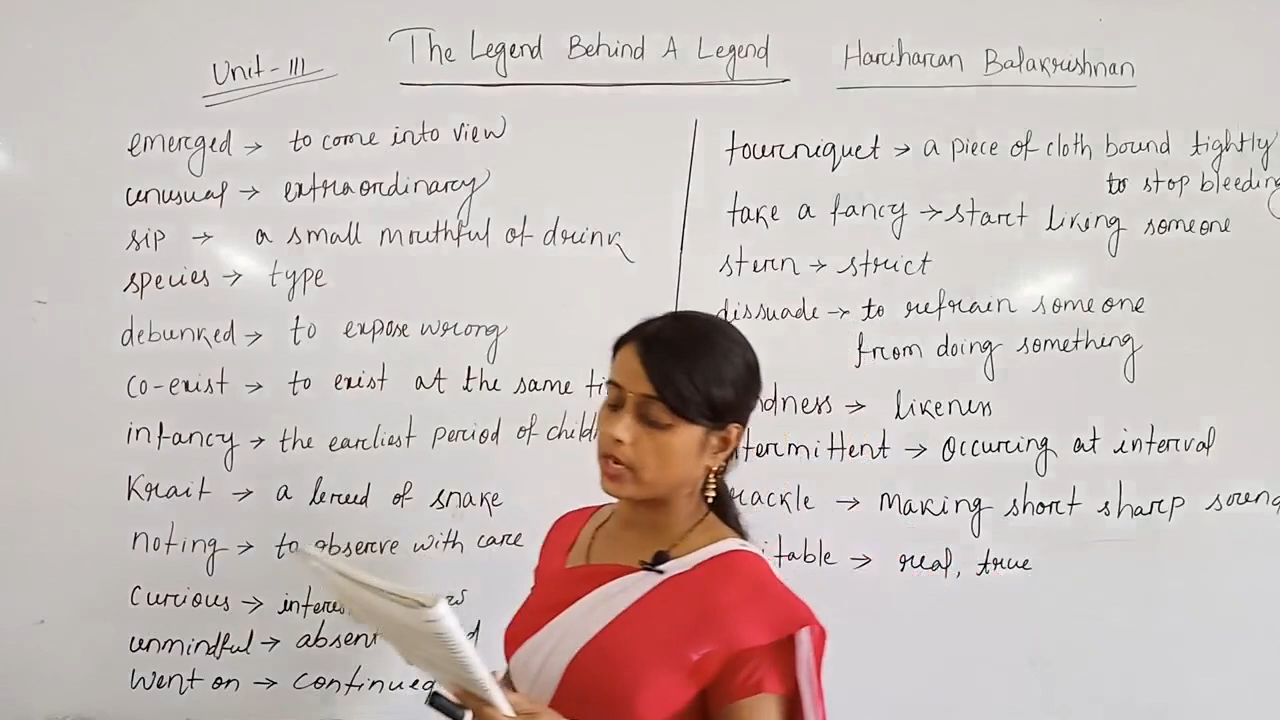 Unit-III
The Legend Behind A Legend
Hariharan Balakrishnan
emerged → to come into view
unusual → extraordinary
sip → a small mouthful of drink
species → type
debunked → to expose wrong
co-exist → to exist at the same
infancy → the earliest period of
Krait → a breed of snake
noting → to observe with care
curious →
unmindful → absent
Went on → continued
tourniquet → a piece of cloth bound tightly
to stop bleeding
take a fancy → start liking someone
stern → strict
dissuade → to refrain someone
from doing something
→ likeness
→ Occuring at interval
→ Making short sharp
→ real, true